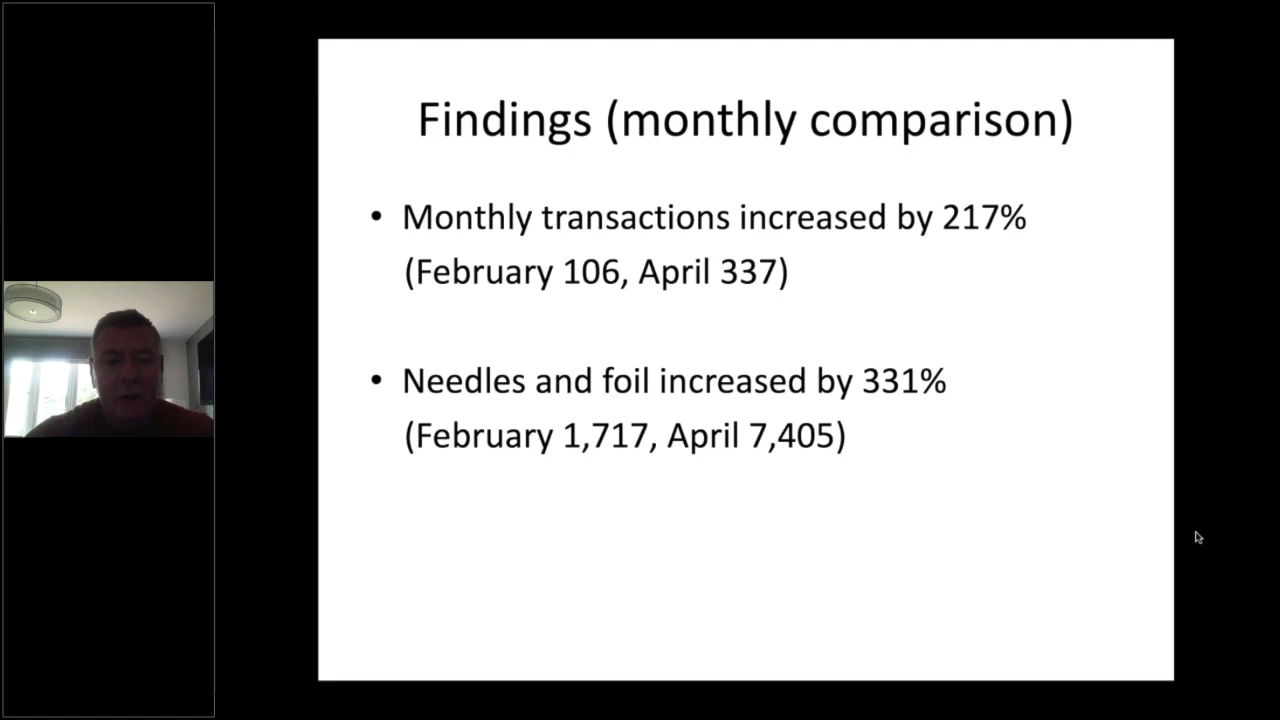 Findings (monthly comparison)
• Monthly transactions increased by 217%
(February 106, April 337)
• Needles and foil increased by 331%
(February 1,717, April 7,405)